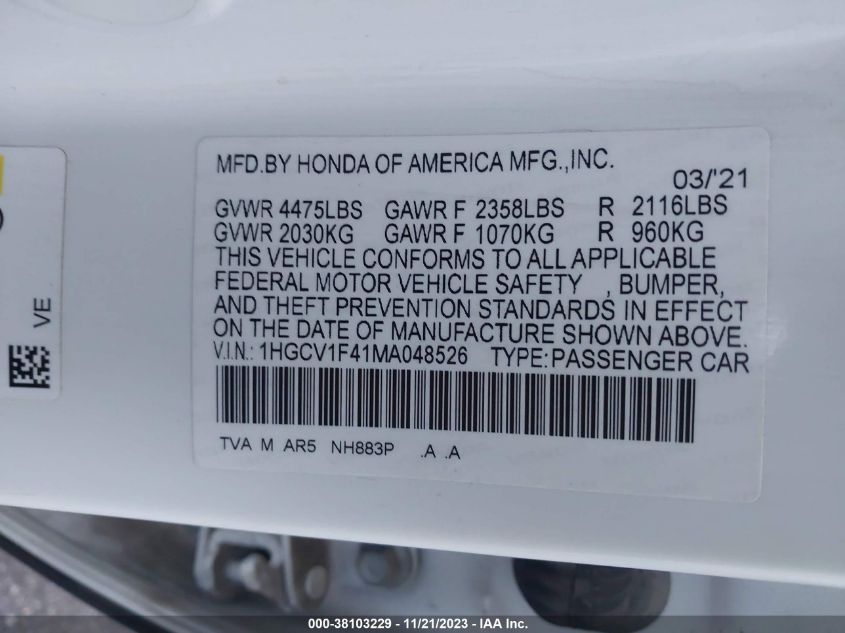 MFD.BY HONDA OF AMERICA MFG.,INC.
03/'21
GVWR 4475LBS GAWR F 2358LBS R 2116LBS
GVWR 2030KG GAWR F 1070KG R 960KG
THIS VEHICLE CONFORMS TO ALL APPLICABLE
FEDERAL MOTOR VEHICLE SAFETY , BUMPER,
AND THEFT PREVENTION STANDARDS IN EFFECT
ON THE DATE OF MANUFACTURE SHOWN ABOVE.
V.I.N.: 1HGCV1F41MA048526 TYPE:PASSENGER CAR
TVA M AR5 NH883P .A .A
VE
000-38103229 - 11/21/2023 - IAA Inc.